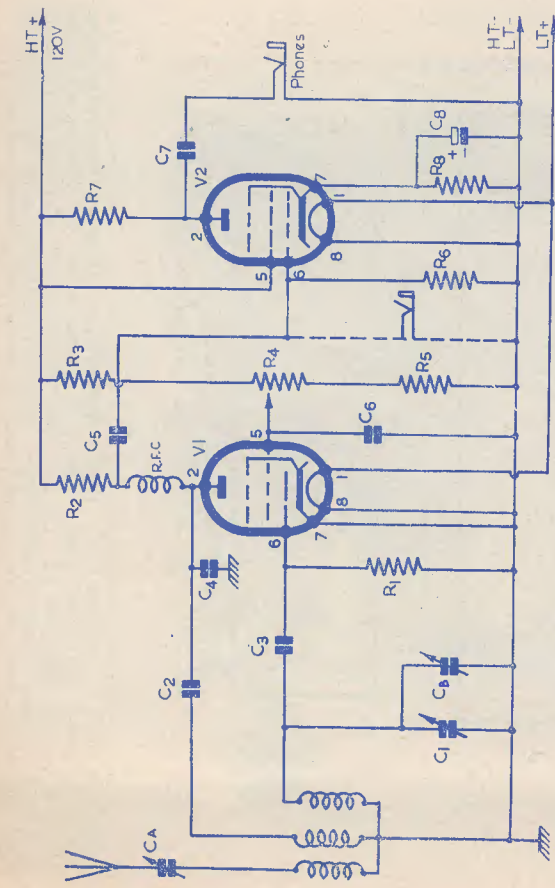 HT+
120V
R7
C7
Phones
V2
2
5
6
7
1
8
C8
+
-
R8
R6
HT-
LT-
LT+
R3
C5
R4
R5
R2
R.F.C
2
V1
5
C6
6
7
8
1
C4
C2
C3
R1
CB
C1
CA